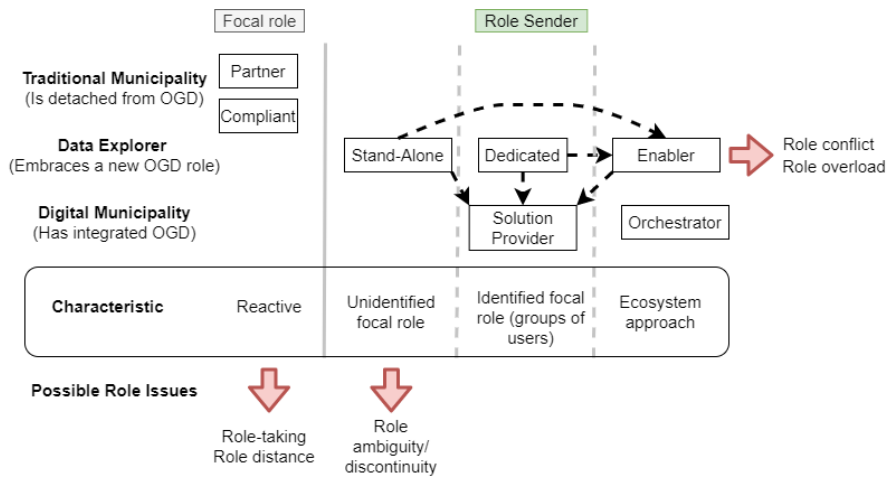 Focal role
Role Sender
Traditional Municipality
(Is detached from OGD)
Partner
Compliant
Data Explorer
(Embraces a new OGD role)
Stand-Alone
Dedicated
Enabler
Role conflict
Role overload
Digital Municipality
(Has integrated OGD)
Solution
Provider
Orchestrator
Characteristic
Reactive
Unidentified
focal role
Identified focal
role (groups of
users)
Ecosystem
approach
Possible Role Issues
Role-taking
Role distance
Role
ambiguity/
discontinuity